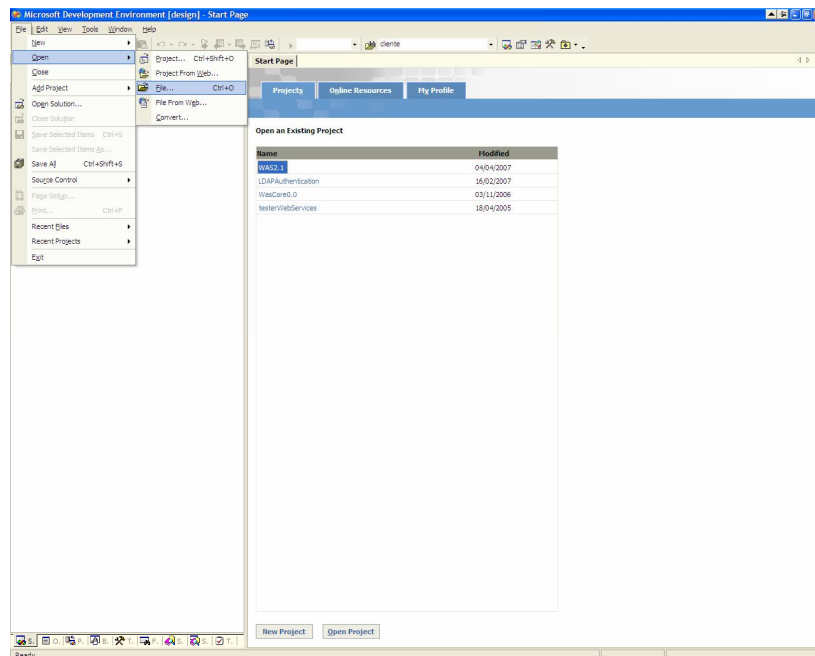 Microsoft Development Environment [design] - Start Page
File Edit View Tools Window Help
cliente
New
Open
Close
Add Project
Open Solution...
Close Solution
Save Selected Items Ctrl+S
Save Selected Items As...
Save All Ctrl+Shift+S
Source Control
Page Setup...
Print... Ctrl+P
Recent Files
Recent Projects
Exit
Project... Ctrl+Shift+O
Project From Web...
File... Ctrl+O
File From Web...
Convert...
Start Page
Projects Online Resources My Profile
Open an Existing Project
Name Modified
WAS2.1 04/04/2007
LDAPAuthentication 16/02/2007
WasCore0.0 03/11/2006
testerWebServices 18/04/2005
New Project Open Project
S. O. P. B. T. F. S. S. T.
Ready